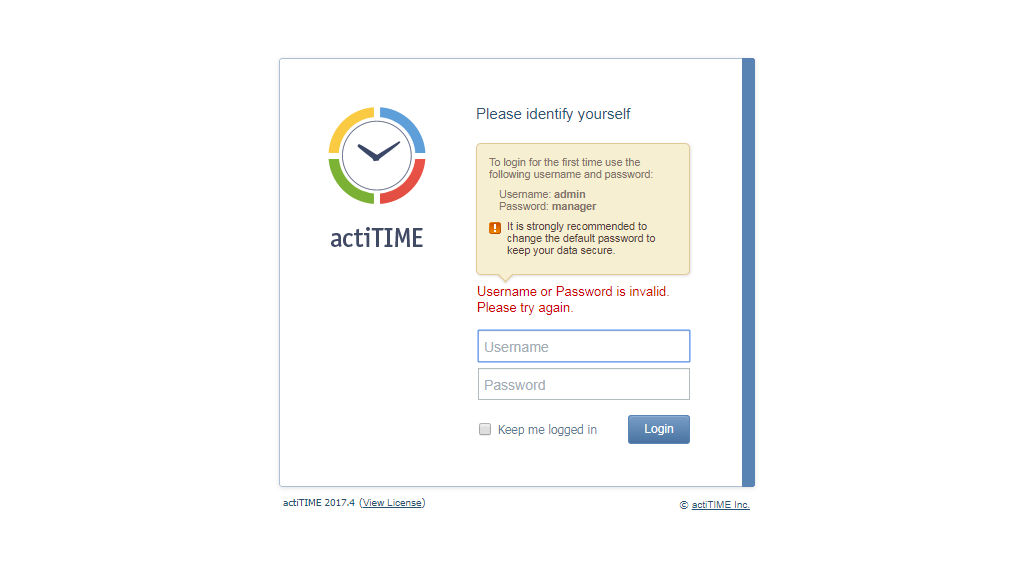 Please identify yourself
To login for the first time use the
following username and password:
Username: admin
Password: manager
It is strongly recommended to
change the default password to
keep your data secure.
actiTIME
Username or Password is invalid.
Please try again.
Username
Password
Keep me logged in
Login
actiTIME 2017.4 (View License)
© actiTIME Inc.